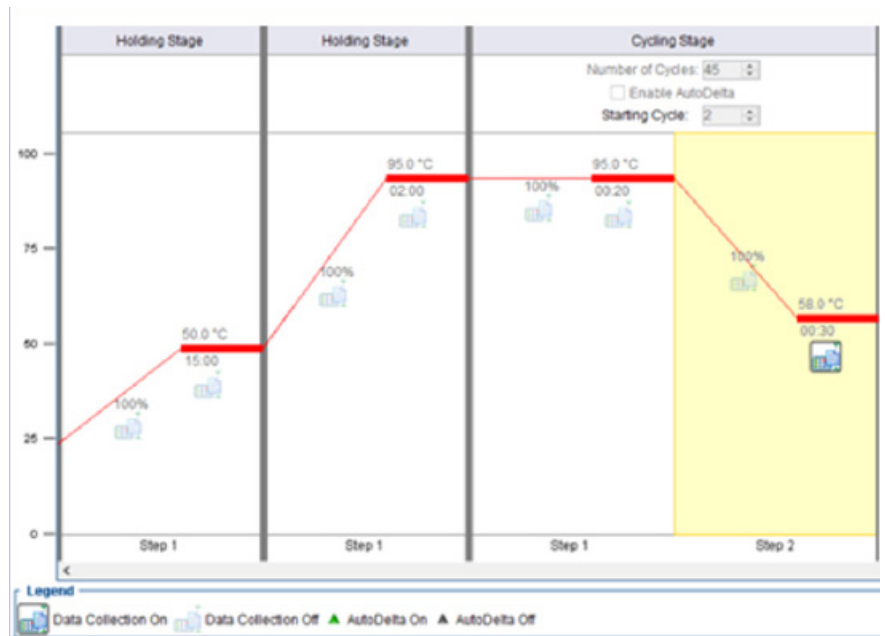 Holding Stage
Holding Stage
Cycling Stage
Number of Cycles: 45
Enable AutoDelta
Starting Cycle: 2
100
75
50
25
0
100%
50.0 °C
15:00
100%
95.0 °C
02:00
100%
95.0 °C
00:20
100%
58.0 °C
00:30
Step 1
Step 1
Step 1
Step 2
<
Legend
Data Collection On Data Collection Off AutoDelta On AutoDelta Off